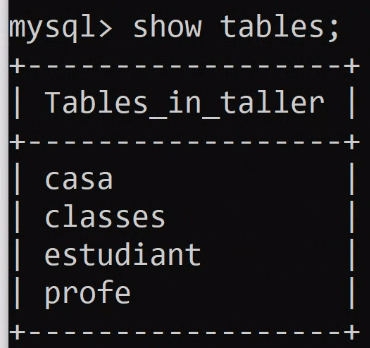 mysql> show tables;
+------------------+
| Tables_in_taller |
+------------------+
| casa             |
| classes          |
| estudiant        |
| profe            |
+------------------+